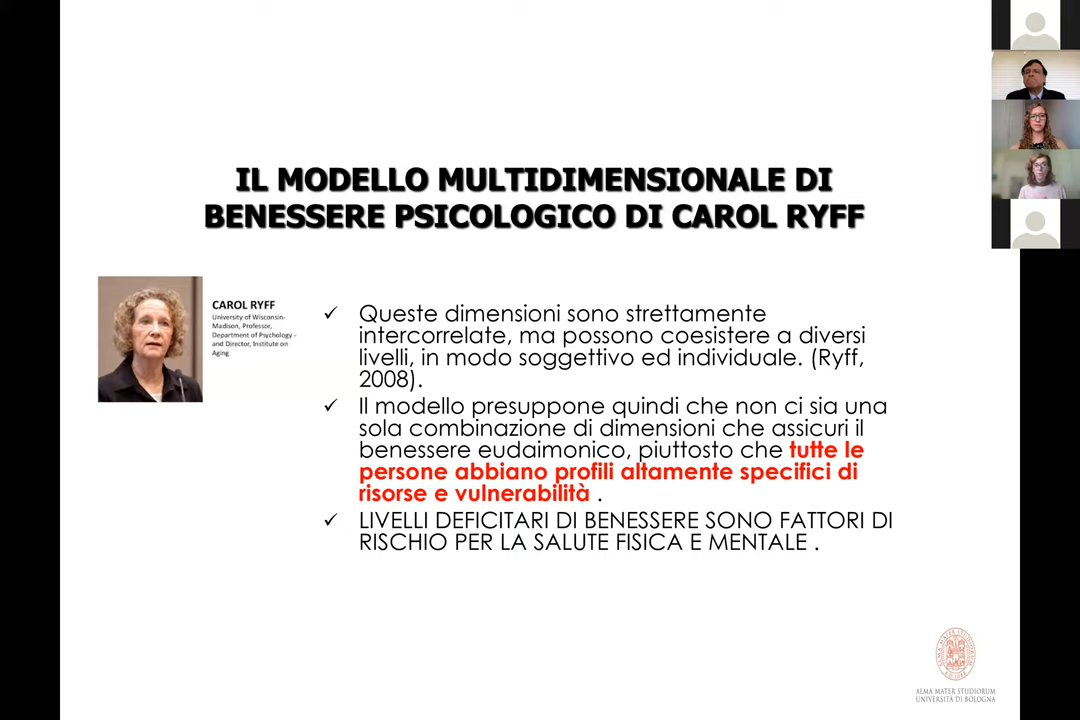 IL MODELLO MULTIDIMENSIONALE DI
BENESSERE PSICOLOGICO DI CAROL RYFF
CAROL RYFF
University of Wisconsin-
Madison, Professor,
Department of Psychology -
and Director, Institute on
Aging
✓ Queste dimensioni sono strettamente
intercorrelate, ma possono coesistere a diversi
livelli, in modo soggettivo ed individuale. (Ryff,
2008).
✓ Il modello presuppone quindi che non ci sia una
sola combinazione di dimensioni che assicuri il
benessere eudaimonico, piuttosto che tutte le
persone abbiano profili altamente specifici di
risorse e vulnerabilità .
✓ LIVELLI DEFICITARI DI BENESSERE SONO FATTORI DI
RISCHIO PER LA SALUTE FISICA E MENTALE .
ALMA MATER STUDIORUM
UNIVERSITÀ DI BOLOGNA